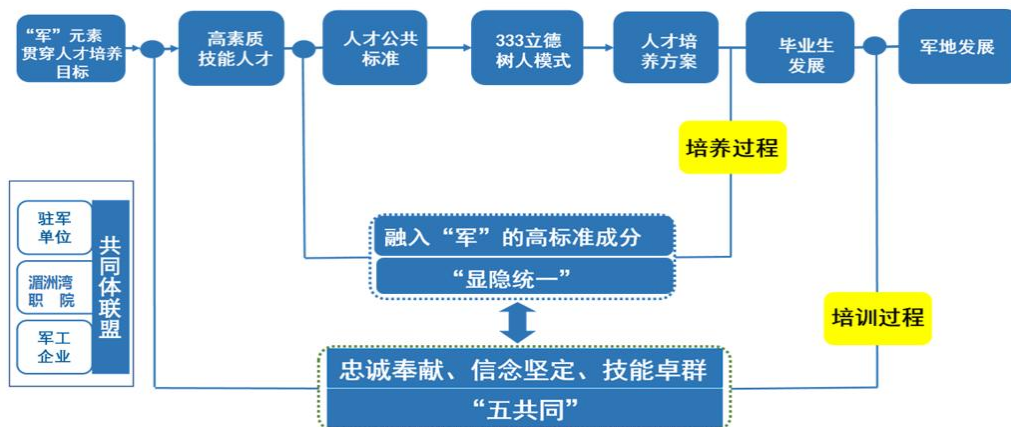 “军”元素
贯穿人才培养
目标
高素质
技能人才
人才公共
标准
333立德
树人模式
人才培
养方案
毕业生
发展
军地发展
培养过程
驻军
单位
湄洲湾
职 院
军工
企业
共同体联盟
融入“军”的高标准成分
“显隐统一”
培训过程
忠诚奉献、信念坚定、技能卓群
“五共同”